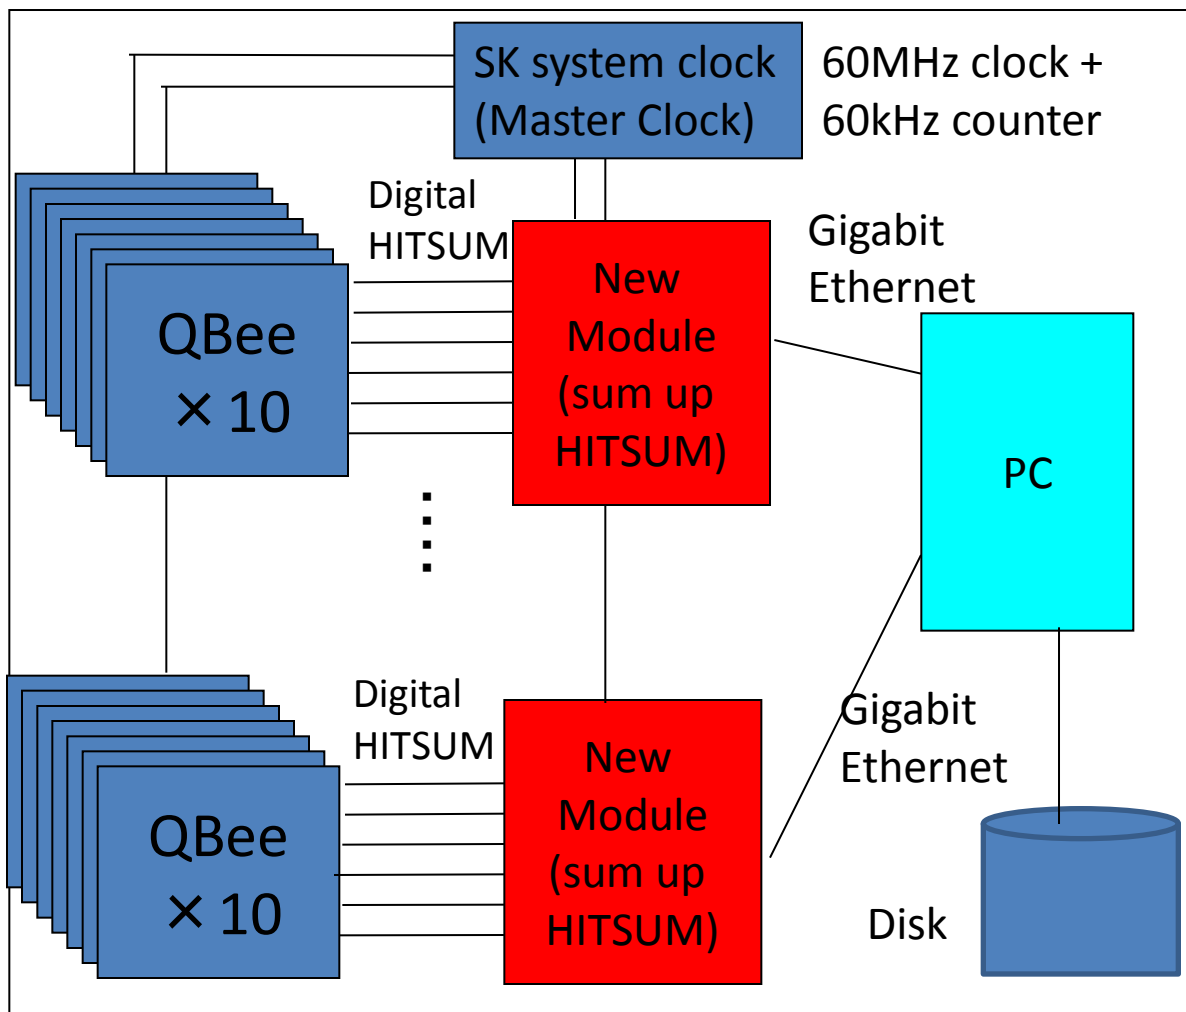 SK system clock
(Master Clock)
60MHz clock +
60kHz counter
Digital
HITSUM
QBee
×10
New
Module
(sum up
HITSUM)
Gigabit
Ethernet
PC
Digital
HITSUM
QBee
×10
New
Module
(sum up
HITSUM)
Gigabit
Ethernet
Disk